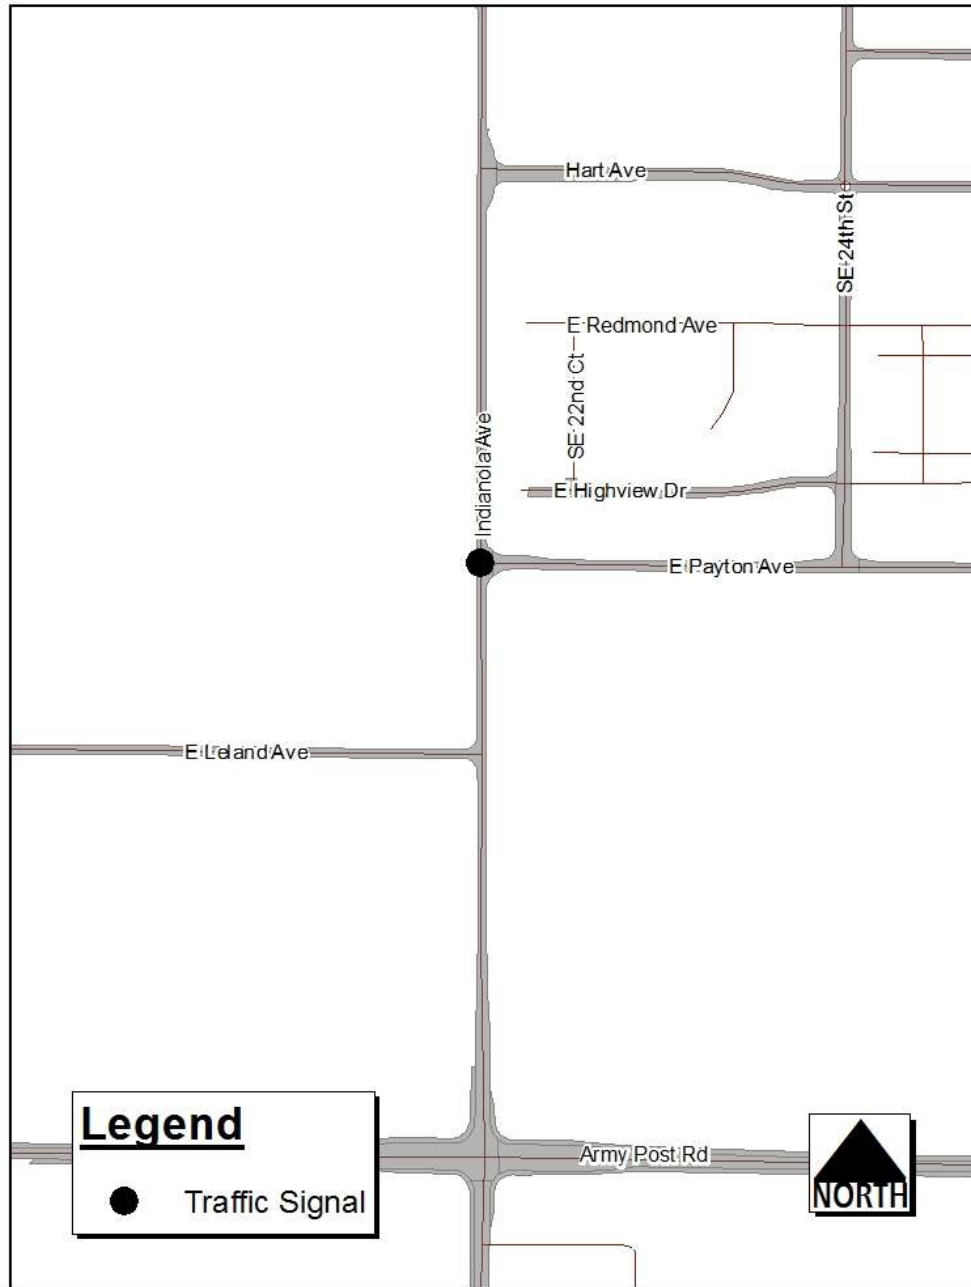 Hart Ave
SE 24th St
E Redmond Ave
SE 22nd Ct
Indianola Ave
E Highview Dr
E Payton Ave
E Leland Ave
Legend
Traffic Signal
Army Post Rd
NORTH